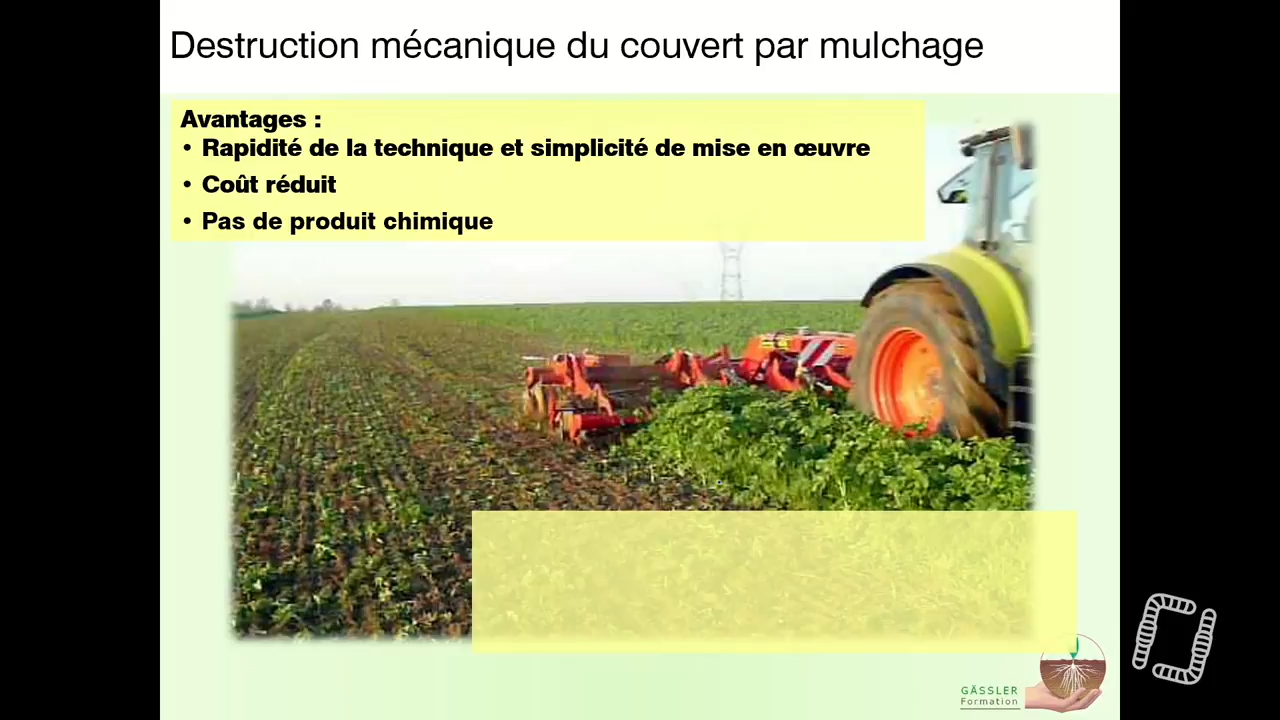 Destruction mécanique du couvert par mulchage
Avantages :
• Rapidité de la technique et simplicité de mise en œuvre
• Coût réduit
• Pas de produit chimique
GÄSSLER
Formation